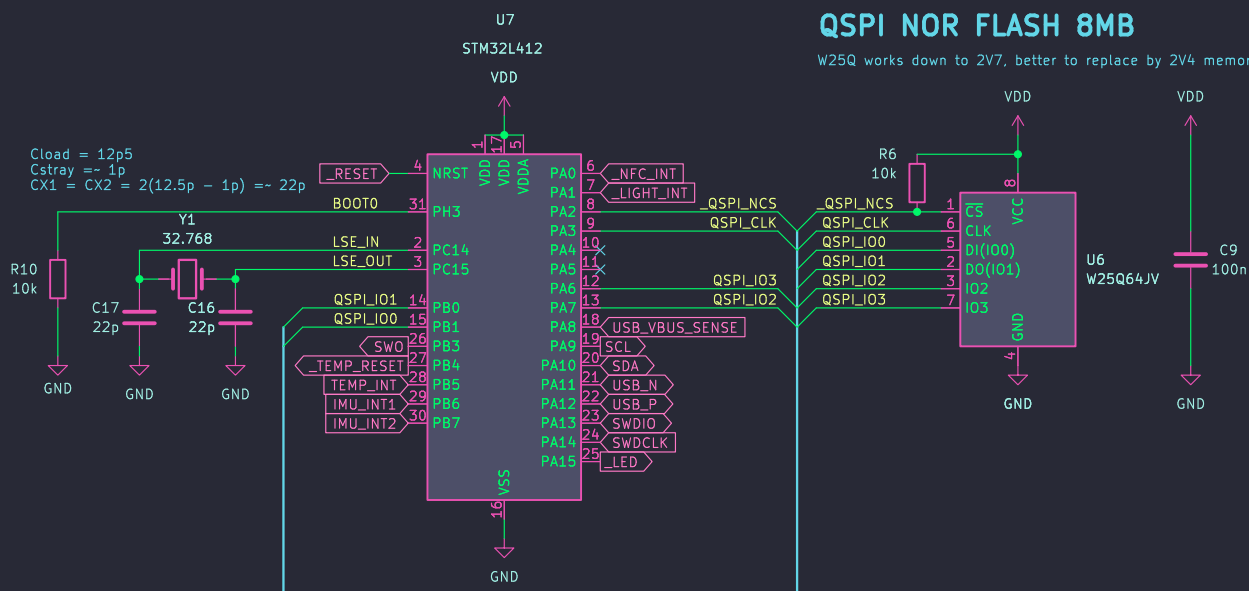 U7
STM32L412
VDD
QSPI NOR FLASH 8MB
W25Q works down to 2V7, better to replace by 2V4 memor
VDD
VDD
Cload = 12p5
Cstray =~ 1p
CX1 = CX2 = 2(12.5p - 1p) =~ 22p
R6
10k
_RESET
4
NRST
BOOT0
31
PH3
Y1
32.768
LSE_IN
2
PC14
LSE_OUT
3
PC15
R10
10k
C17
22p
C16
22p
GND
GND
GND
QSPI_IO1
14
PB0
QSPI_IO0
15
PB1
SWO
26
PB3
_TEMP_RESET
27
PB4
TEMP_INT
28
PB5
IMU_INT1
29
PB6
IMU_INT2
30
PB7
1
VDD
17
VDD
5
VDDA
PA0
6
_NFC_INT
PA1
7
_LIGHT_INT
PA2
8
_QSPI_NCS
PA3
9
QSPI_CLK
PA4
10
PA5
11
PA6
12
QSPI_IO3
PA7
13
QSPI_IO2
PA8
18
USB_VBUS_SENSE
PA9
19
SCL
PA10
20
SDA
PA11
21
USB_N
PA12
22
USB_P
PA13
23
SWDIO
PA14
24
SWDCLK
PA15
25
_LED
VSS
16
GND
_QSPI_NCS
1
CS
QSPI_CLK
6
CLK
QSPI_IO0
5
DI(IO0)
QSPI_IO1
2
DO(IO1)
QSPI_IO2
3
IO2
QSPI_IO3
7
IO3
8
VCC
GND
4
GND
U6
W25Q64JV
C9
100n
GND